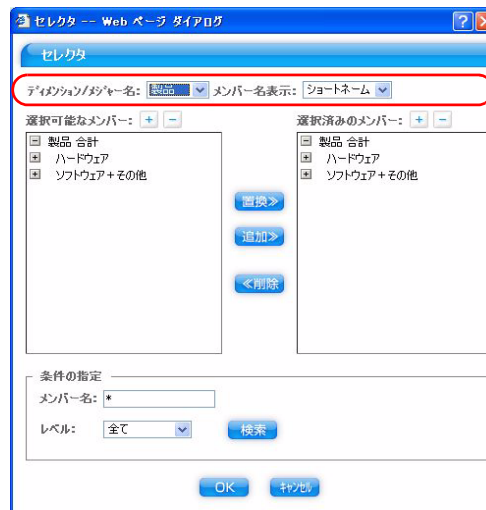 セレクタ -- Web ページ ダイアログ
セレクタ
ディメンション/メジャー名: 製品 メンバー名表示: ショートネーム
選択可能なメンバー: + - 選択済みのメンバー: + -
製品 合計 製品 合計
ハードウェア ハードウェア
ソフトウェア+その他 ソフトウェア+その他
置換≫
追加≫
≪削除
条件の指定
メンバー名: *
レベル: 全て 検索
OK キャンセル